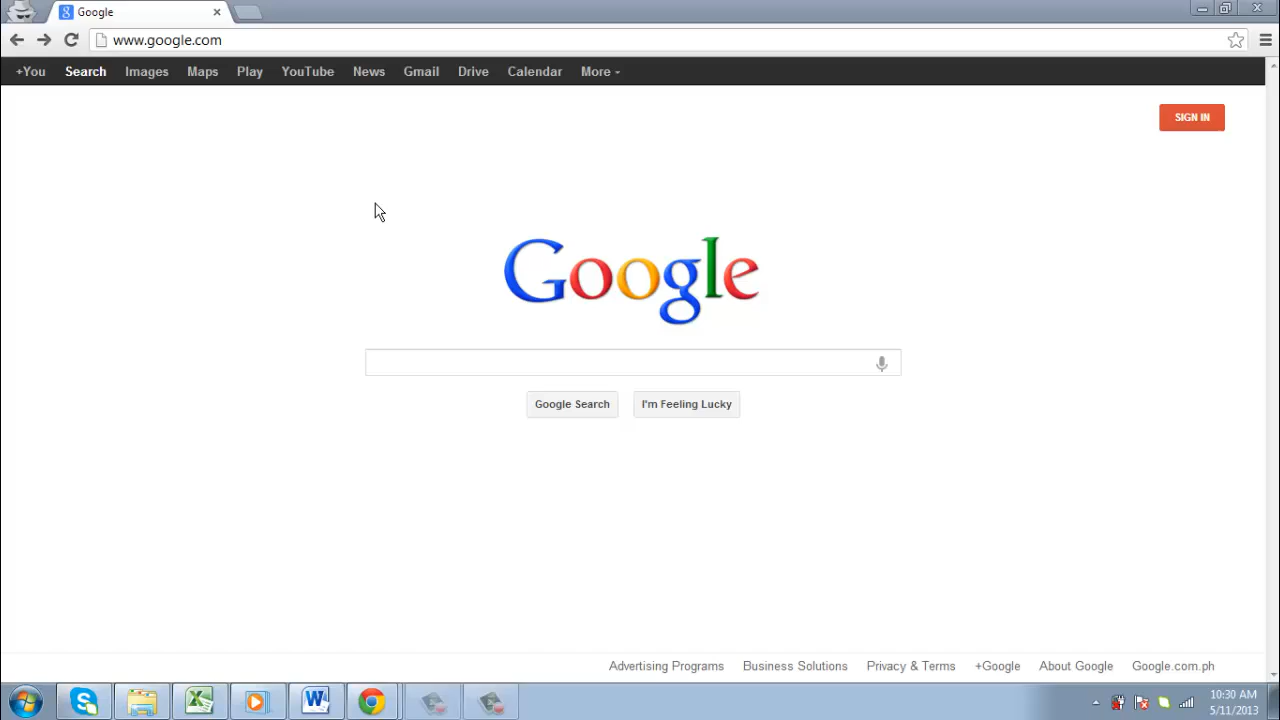 Google
www.google.com
+You Search Images Maps Play YouTube News Gmail Drive Calendar More
SIGN IN
Google
Google Search I'm Feeling Lucky
Advertising Programs Business Solutions Privacy & Terms +Google About Google Google.com.ph
10:30 AM
5/11/2013